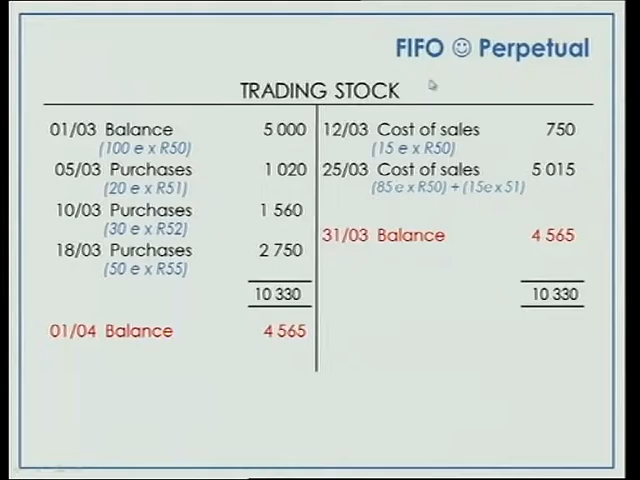 FIFO ☺ Perpetual
TRADING STOCK
01/03 Balance 5 000 12/03 Cost of sales 750
(100 e x R50) (15 e x R50)
05/03 Purchases 1 020 25/03 Cost of sales 5 015
(20 e x R51) (85 e x R50) + (15e x 51)
10/03 Purchases 1 560
(30 e x R52) 31/03 Balance 4 565
18/03 Purchases 2 750
(50 e x R55)
10 330 10 330
01/04 Balance 4 565